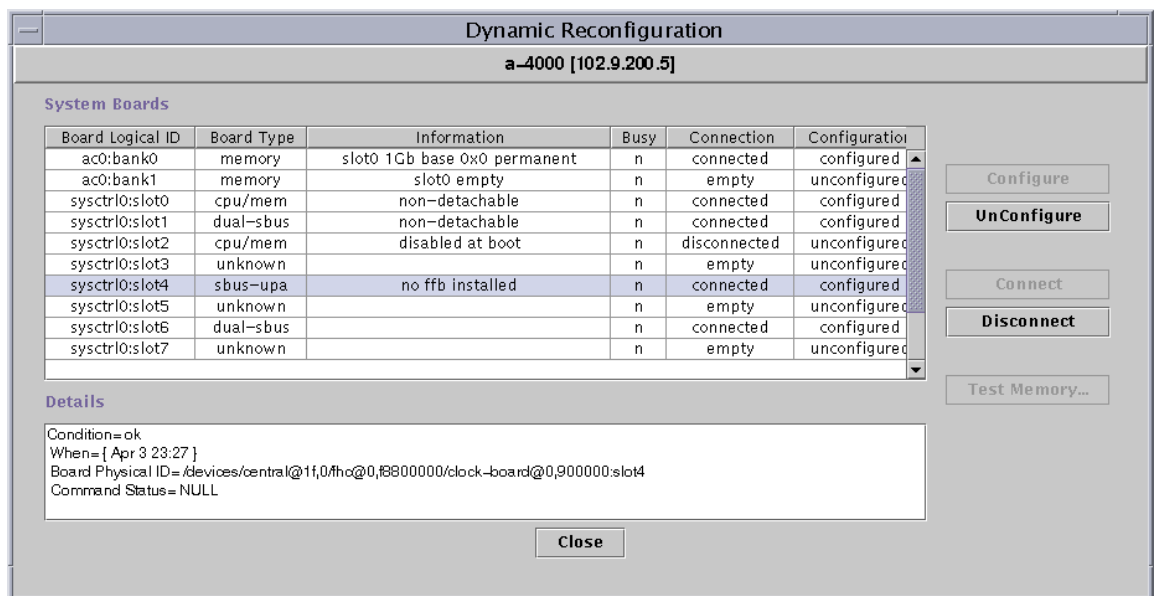 Dynamic Reconfiguration
a-4000 [102.9.200.5]
System Boards
Board Logical ID Board Type Information Busy Connection Configuration
ac0:bank0 memory slot0 1Gb base 0x0 permanent n connected configured
ac0:bank1 memory slot0 empty n empty unconfigured
sysctrl0:slot0 cpu/mem non-detachable n connected configured
sysctrl0:slot1 dual-sbus non-detachable n connected configured
sysctrl0:slot2 cpu/mem disabled at boot n disconnected unconfigured
sysctrl0:slot3 unknown n empty unconfigured
sysctrl0:slot4 sbus-upa no ffb installed n connected configured
sysctrl0:slot5 unknown n empty unconfigured
sysctrl0:slot6 dual-sbus n connected configured
sysctrl0:slot7 unknown n empty unconfigured
Configure
UnConfigure
Connect
Disconnect
Test Memory...
Details
Condition=ok
When={ Apr 3 23:27 }
Board Physical ID=/devices/central@1f,0/fhc@0,f8800000/clock-board@0,900000:slot4
Command Status=NULL
Close